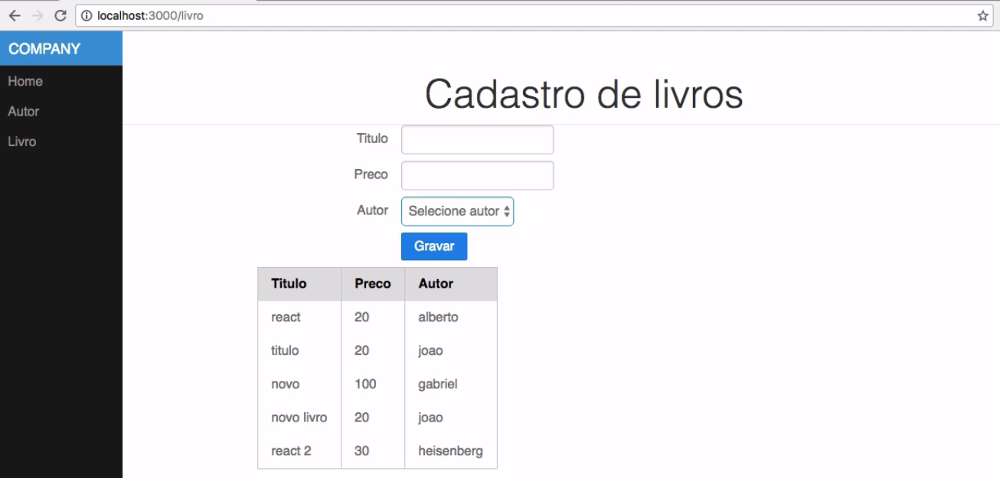 localhost:3000/livro
COMPANY
Home
Autor
Livro
Cadastro de livros
Titulo
Preco
Autor Selecione autor
Gravar
Titulo Preco Autor
react 20 alberto
titulo 20 joao
novo 100 gabriel
novo livro 20 joao
react 2 30 heisenberg